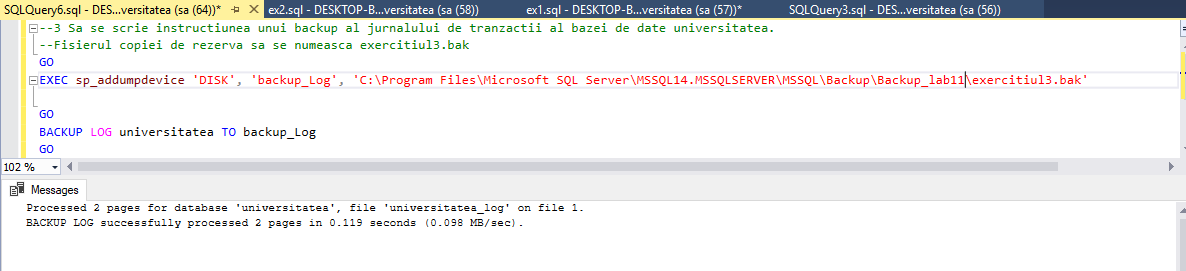 SQLQuery6.sql - DES...versitatea (sa (64))* ex2.sql - DESKTOP-B...versitatea (sa (58)) ex1.sql - DESKTOP-B...versitatea (sa (57))* SQLQuery3.sql - DES...versitatea (sa (56))
--3 Sa se scrie instructiunea unui backup al jurnalului de tranzactii al bazei de date universitatea.
--Fisierul copiei de rezerva sa se numeasca exercitiul3.bak
GO
EXEC sp_addumpdevice 'DISK', 'backup_Log', 'C:\Program Files\Microsoft SQL Server\MSSQL14.MSSQLSERVER\MSSQL\Backup\Backup_lab11\exercitiul3.bak'
GO
BACKUP LOG universitatea TO backup_Log
GO
102 %
Messages
Processed 2 pages for database 'universitatea', file 'universitatea_log' on file 1.
BACKUP LOG successfully processed 2 pages in 0.119 seconds (0.098 MB/sec).